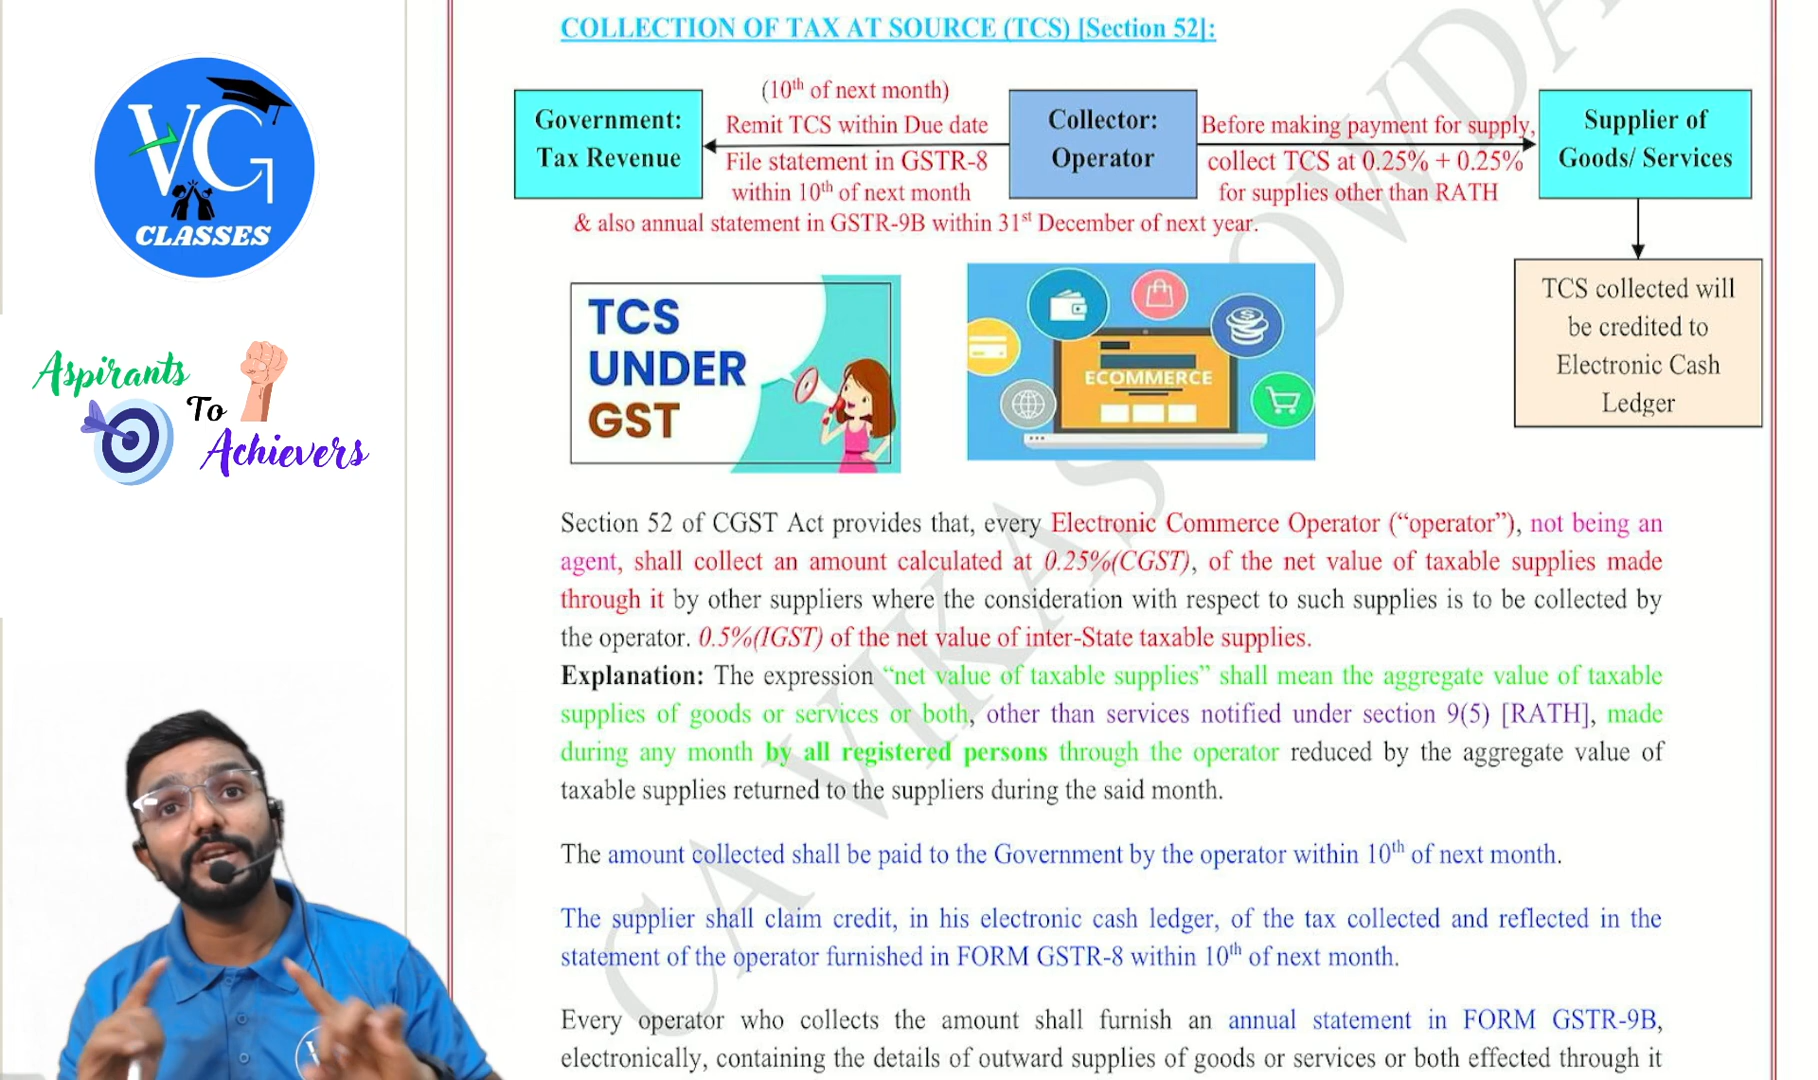 COLLECTION OF TAX AT SOURCE (TCS) [Section 52]:
VG
CLASSES
Aspirants
To
Achievers
Government:
Tax Revenue
(10th of next month)
Remit TCS within Due date
File statement in GSTR-8
within 10th of next month
& also annual statement in GSTR-9B within 31st December of next year.
Collector:
Operator
Before making payment for supply,
collect TCS at 0.25% + 0.25%
for supplies other than RATH
Supplier of
Goods/ Services
TCS collected will
be credited to
Electronic Cash
Ledger
TCS
UNDER
GST
ECOMMERCE
Section 52 of CGST Act provides that, every Electronic Commerce Operator (“operator”), not being an
agent, shall collect an amount calculated at 0.25%(CGST), of the net value of taxable supplies made
through it by other suppliers where the consideration with respect to such supplies is to be collected by
the operator. 0.5%(IGST) of the net value of inter-State taxable supplies.
Explanation: The expression “net value of taxable supplies” shall mean the aggregate value of taxable
supplies of goods or services or both, other than services notified under section 9(5) [RATH], made
during any month by all registered persons through the operator reduced by the aggregate value of
taxable supplies returned to the suppliers during the said month.
The amount collected shall be paid to the Government by the operator within 10th of next month.
The supplier shall claim credit, in his electronic cash ledger, of the tax collected and reflected in the
statement of the operator furnished in FORM GSTR-8 within 10th of next month.
Every operator who collects the amount shall furnish an annual statement in FORM GSTR-9B,
electronically, containing the details of outward supplies of goods or services or both effected through it
CA VIKAS GOWDA